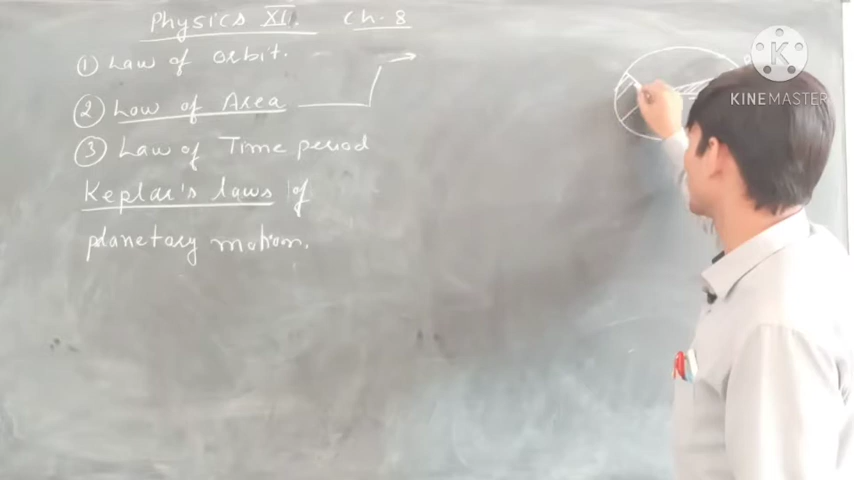 Physics XI. Ch. 8
① Law of orbit.
② Law of Area
③ Law of Time period
Keplar's laws of
planetary motion.
K
KINEMASTER